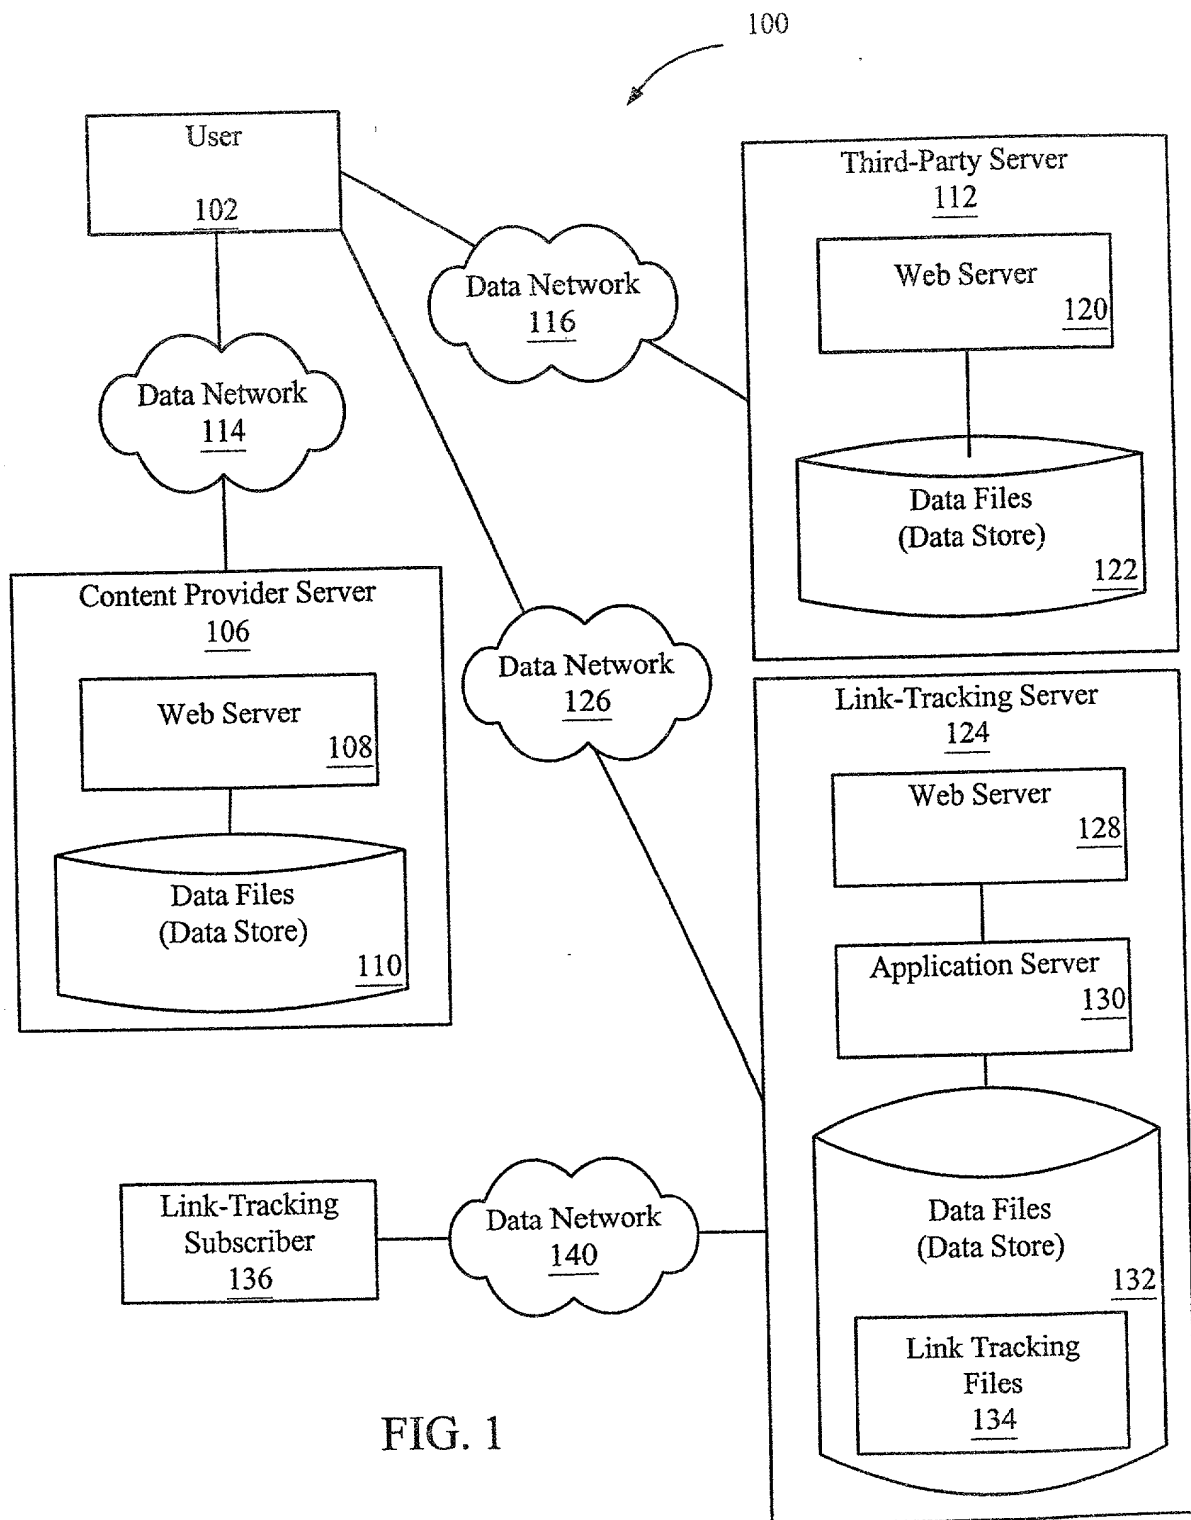 100
User
102
Third-Party Server
112
Web Server
120
Data Network
116
Data Network
114
Data Files
(Data Store)
122
Content Provider Server
106
Web Server
108
Data Files
(Data Store)
110
Data Network
126
Link-Tracking Server
124
Web Server
128
Application Server
130
Data Files
(Data Store)
132
Link Tracking
Files
134
Link-Tracking
Subscriber
136
Data Network
140
FIG. 1